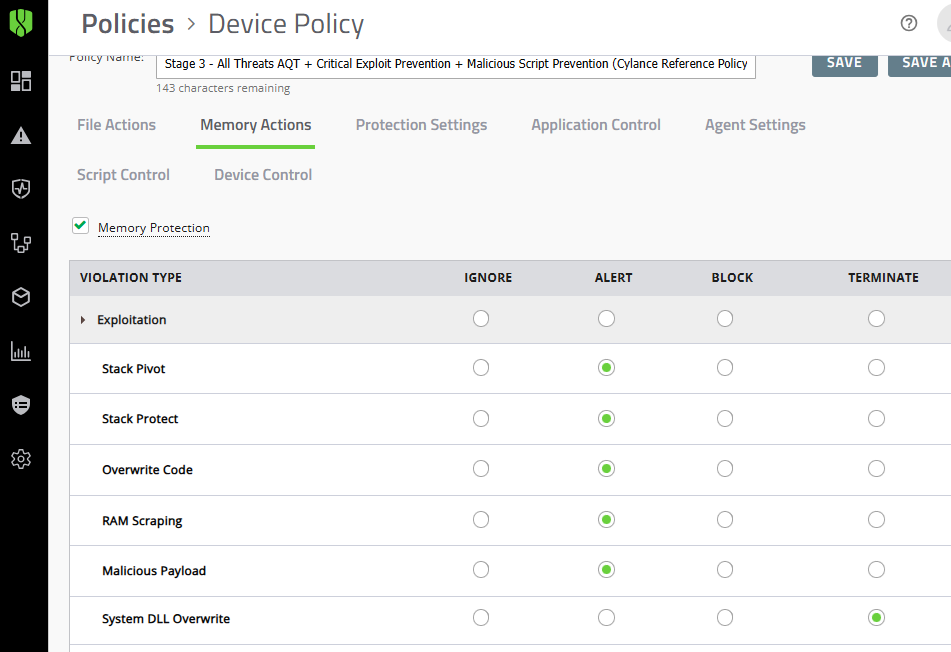 Policies > Device Policy
Policy Name:
Stage 3 - All Threats AQT + Critical Exploit Prevention + Malicious Script Prevention (Cylance Reference Policy
SAVE
SAVE A
143 characters remaining
File Actions
Memory Actions
Protection Settings
Application Control
Agent Settings
Script Control
Device Control
Memory Protection
VIOLATION TYPE IGNORE ALERT BLOCK TERMINATE
Exploitation
Stack Pivot
Stack Protect
Overwrite Code
RAM Scraping
Malicious Payload
System DLL Overwrite